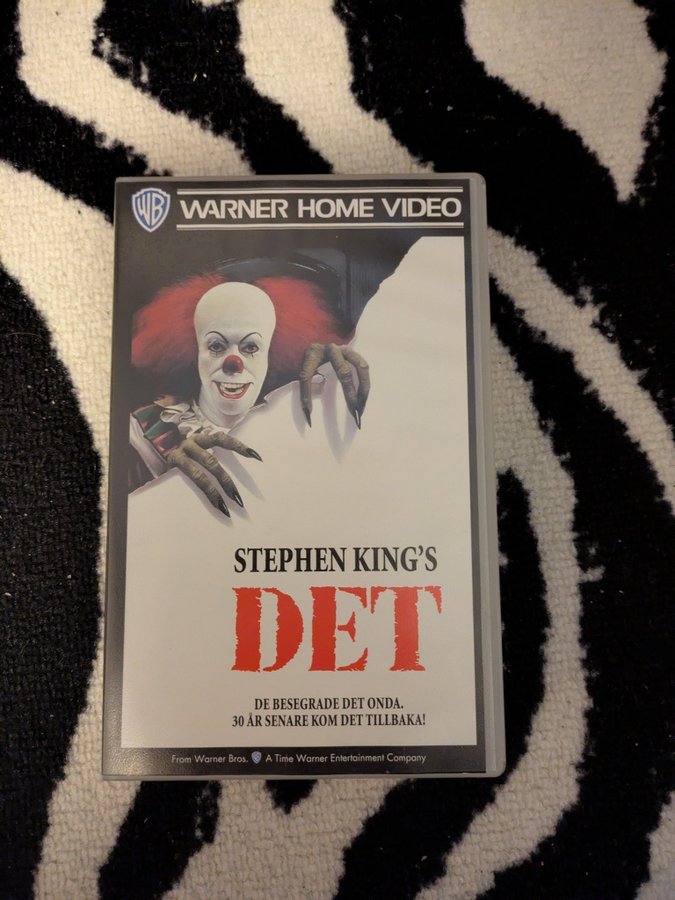 WB WARNER HOME VIDEO
STEPHEN KING'S
DET
DE BESEGRADE DET ONDA.
30 ÅR SENARE KOM DET TILLBAKA!
From Warner Bros. WB A Time Warner Entertainment Company